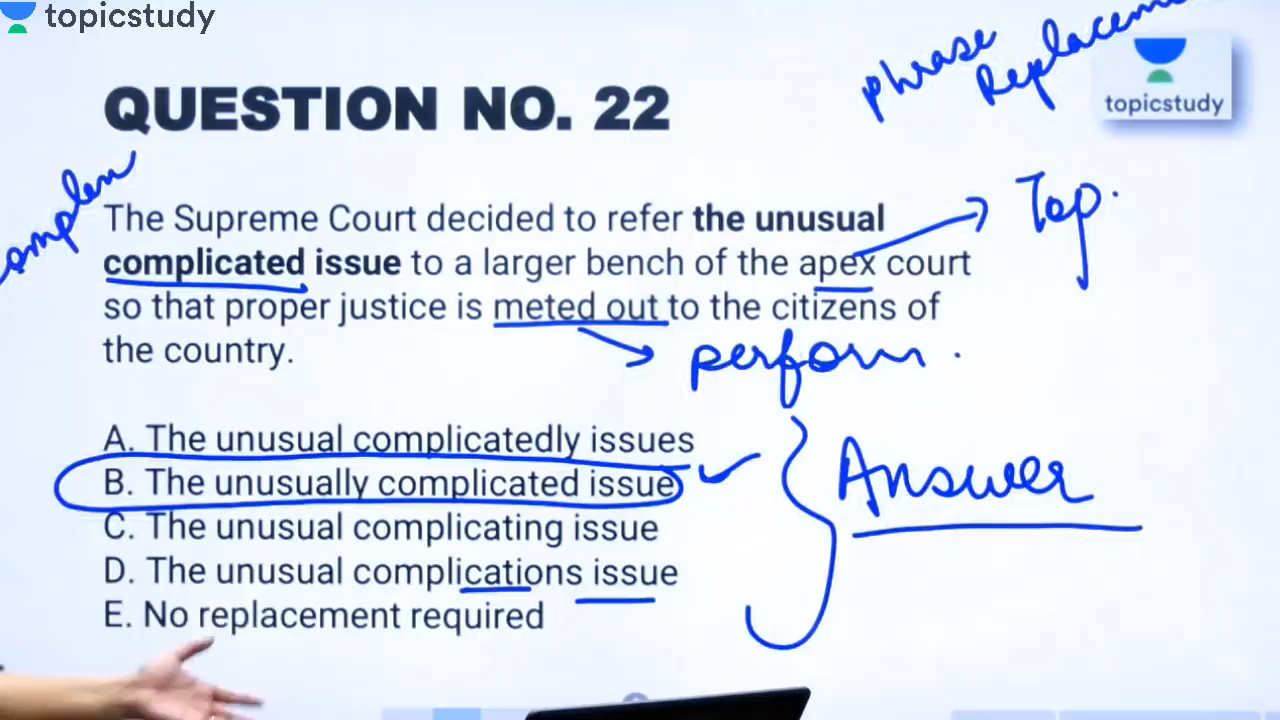 topicstudy
phrase
Replaceme
topicstudy
QUESTION NO. 22
The Supreme Court decided to refer the unusual
complicated issue to a larger bench of the apex court
so that proper justice is meted out to the citizens of
the country.
Top.
perform.
A. The unusual complicatedly issues
B. The unusually complicated issue
C. The unusual complicating issue
D. The unusual complications issue
E. No replacement required
Answer